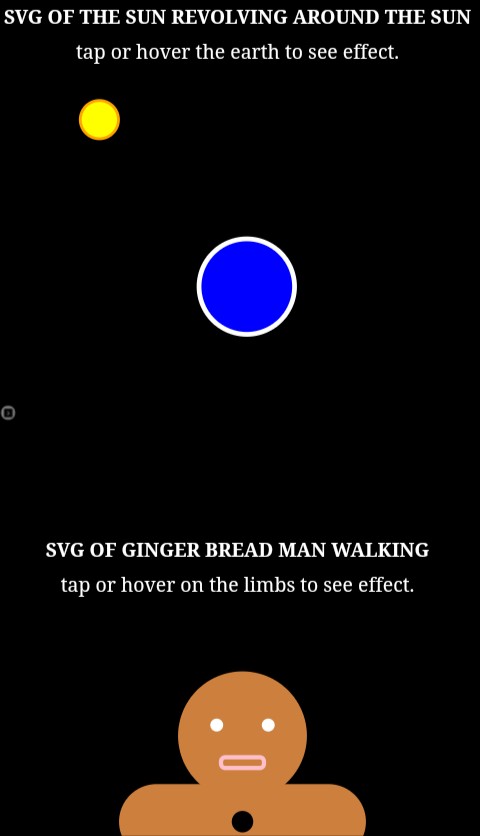 SVG OF THE SUN REVOLVING AROUND THE SUN
tap or hover the earth to see effect.
SVG OF GINGER BREAD MAN WALKING
tap or hover on the limbs to see effect.